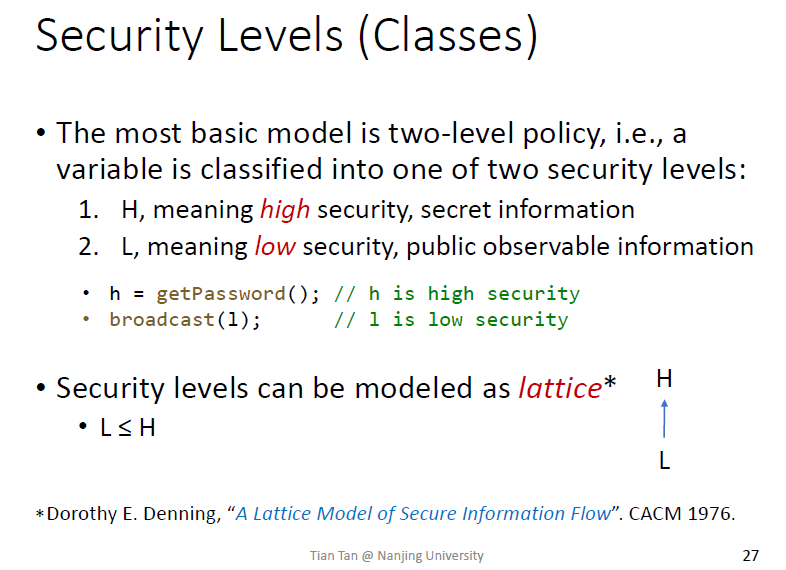 Security Levels (Classes)
• The most basic model is two-level policy, i.e., a
variable is classified into one of two security levels:
1. H, meaning high security, secret information
2. L, meaning low security, public observable information
• h = getPassword(); // h is high security
• broadcast(l); // l is low security
• Security levels can be modeled as lattice*
H
• L ≤ H
L
*Dorothy E. Denning, “A Lattice Model of Secure Information Flow”. CACM 1976.
Tian Tan @ Nanjing University
27